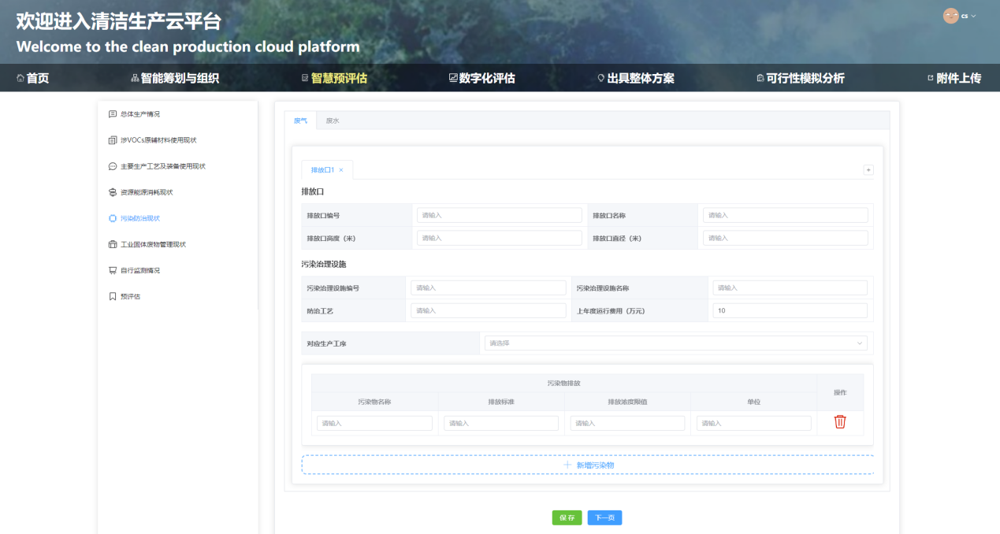 欢迎进入清洁生产云平台
cs
Welcome to the clean production cloud platform
首页 智能筹划与组织 智慧预评估 数字化评估 出具整体方案 可行性模拟分析 附件上传
总体生产情况
涉VOCs原辅材料使用现状
主要生产工艺及装备使用现状
资源能源消耗现状
污染防治现状
工业固体废物管理现状
自行监测情况
预评估
废气 废水
排放口1 ×
+
排放口
排放口编号 请输入 排放口名称 请输入
排放口高度（米） 请输入 排放口直径（米） 请输入
污染治理设施
污染治理设施编号 请输入 污染治理设施名称 请输入
防治工艺 请输入 上年度运行费用（万元） 10
对应生产工序 请选择
污染物排放 操作
污染物名称 排放标准 排放浓度限值 单位
请输入 请输入 请输入 请输入
新增污染物
保存 下一页